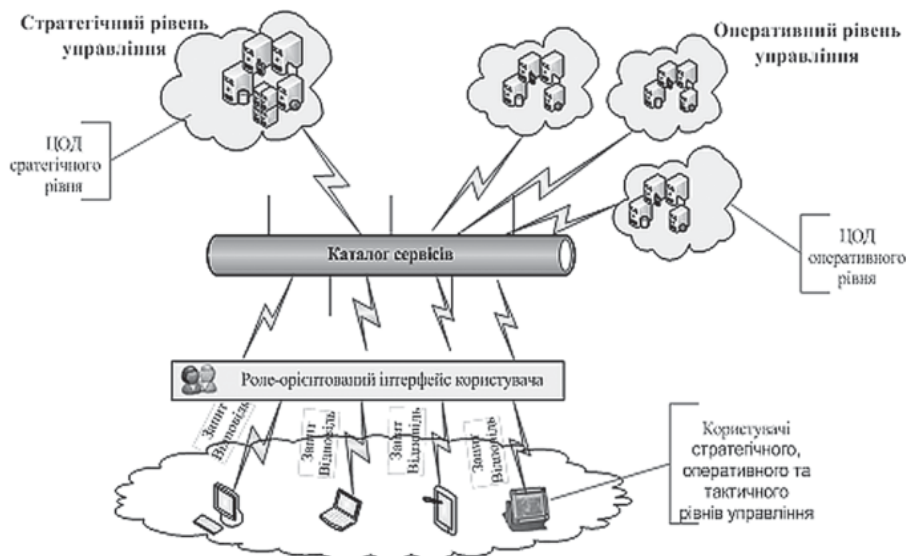 Стратегічний рівень
управління
Оперативний рівень
управління
ЦОД
сратегічного
рівня
ЦОД
оперативного
рівня
Каталог сервісів
Роле-орієнтований інтерфейс користувача
Запит
Відповідь
Запит
Відповідь
Запит
Відповідь
Запит
Відповідь
Користувачі
стратегічного,
оперативного та
тактичного
рівнів управління